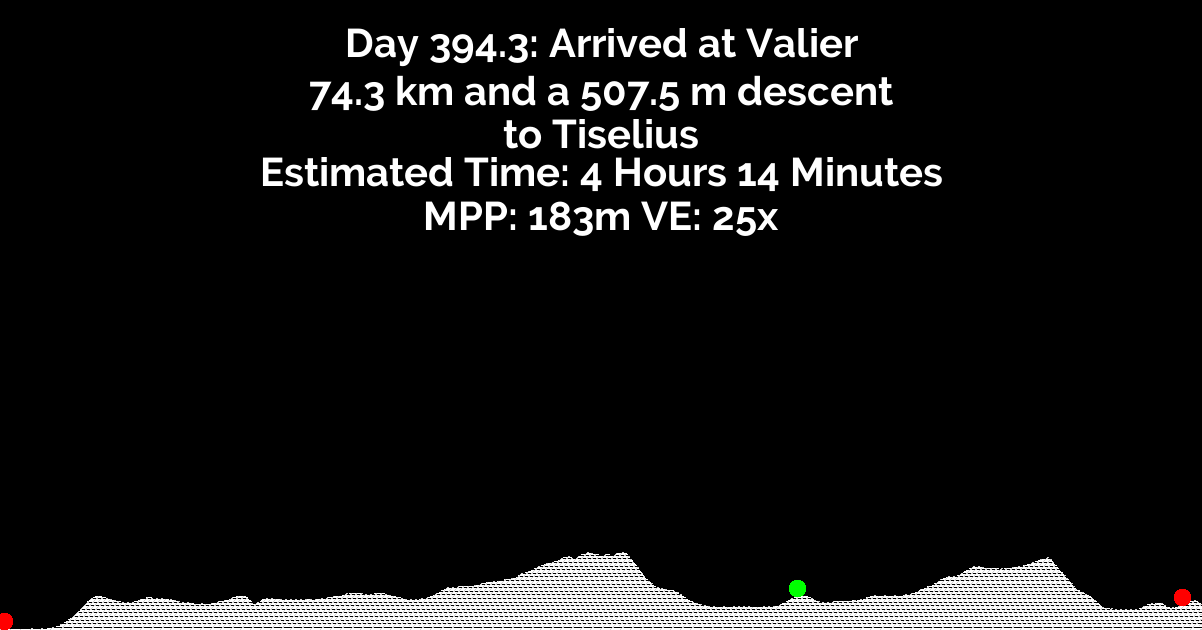 Day 394.3: Arrived at Valier
74.3 km and a 507.5 m descent
to Tiselius
Estimated Time: 4 Hours 14 Minutes
MPP: 183m VE: 25x